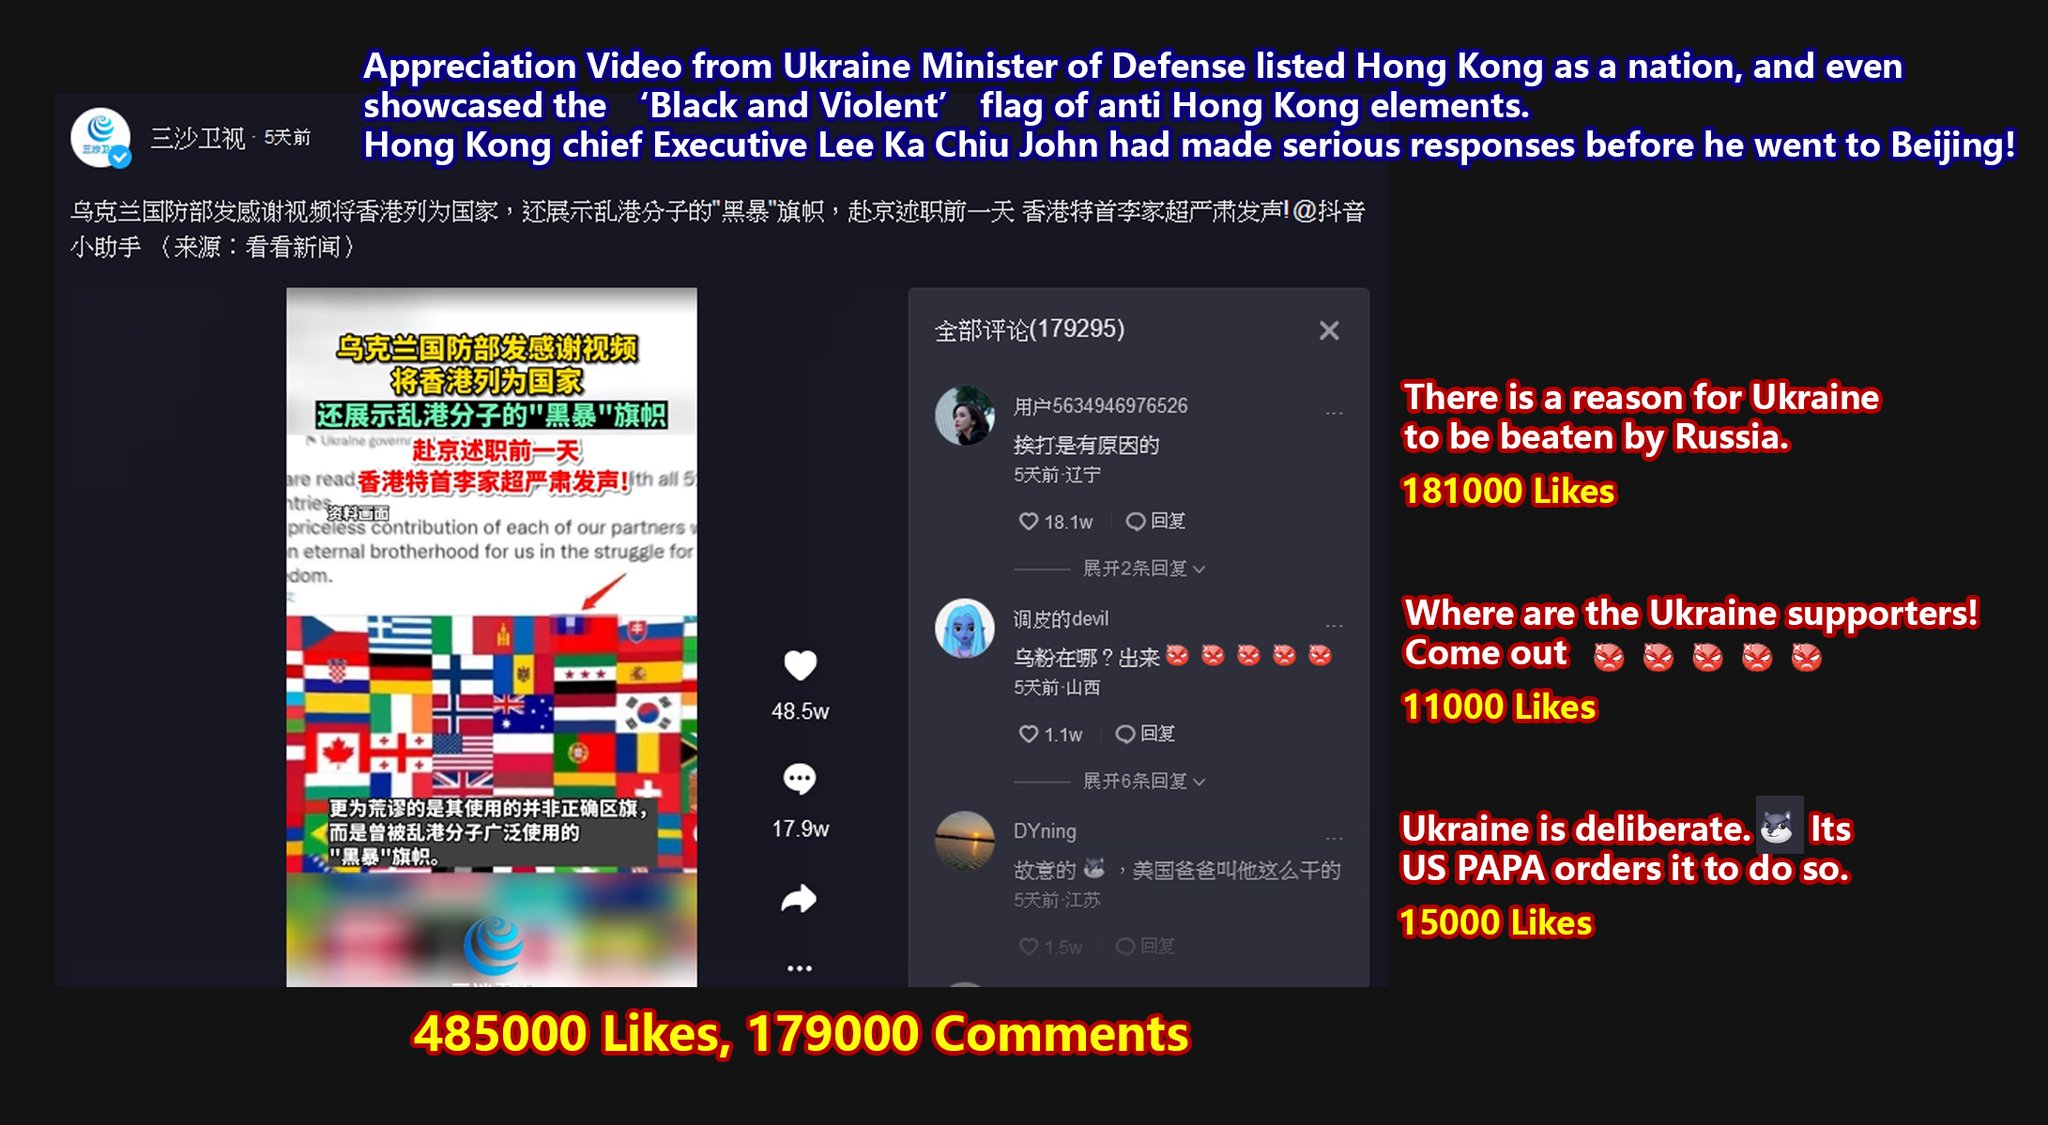 Appreciation Video from Ukraine Minister of Defense listed Hong Kong as a nation, and even
showcased the ‘Black and Violent’ flag of anti Hong Kong elements.
Hong Kong chief Executive Lee Ka Chiu John had made serious responses before he went to Beijing!
三沙卫视 · 5天前
乌克兰国防部发感谢视频将香港列为国家，还展示乱港分子的"黑暴"旗帜，赴京述职前一天 香港特首李家超严肃发声!@抖音
小助手 （来源：看看新闻）
乌克兰国防部发感谢视频
将香港列为国家
还展示乱港分子的"黑暴"旗帜
Ukraine governr
赴京述职前一天
are read
香港特首李家超严肃发声!
ith all 5
ntries
资料画面
priceless contribution of each of our partners
n eternal brotherhood for us in the struggle for
edom.
更为荒谬的是其使用的并非正确区旗，
而是曾被乱港分子广泛使用的
"黑暴"旗帜。
48.5w
17.9w
全部评论(179295)
用户5634946976526
...
挨打是有原因的
5天前·辽宁
18.1w
回复
展开2条回复
调皮的devil
...
乌粉在哪？出来
5天前·山西
1.1w
回复
展开6条回复
DYning
...
故意的 ，美国爸爸叫他这么干的
5天前·江苏
1.5w
回复
There is a reason for Ukraine
to be beaten by Russia.
181000 Likes
Where are the Ukraine supporters!
Come out
11000 Likes
Ukraine is deliberate. Its
US PAPA orders it to do so.
15000 Likes
485000 Likes, 179000 Comments